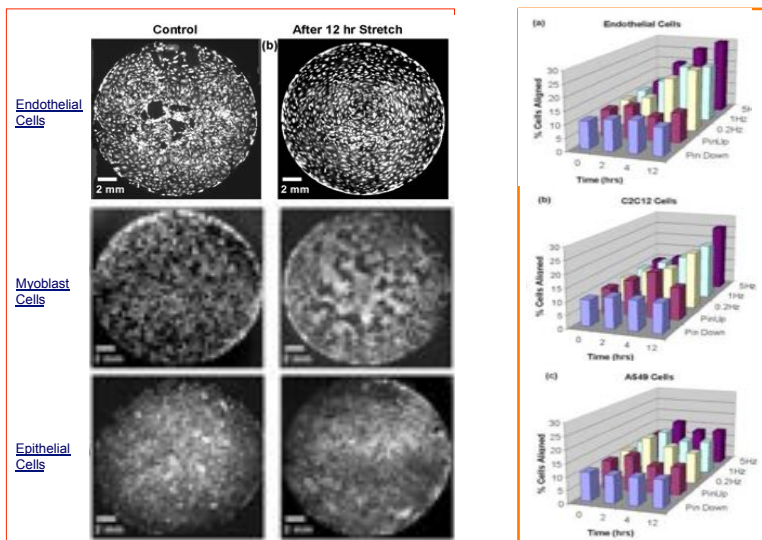 Control
After 12 hr Stretch
(b)
Endothelial
Cells
2 mm
2 mm
Myoblast
Cells
Epithelial
Cells
(a)
Endothelial Cells
% Cells Aligned
30
25
20
15
10
5
0
0
2
4
12
Time (hrs)
5Hz
1Hz
0.2Hz
PinUp
Pin Down
(b)
C2C12 Cells
% Cells Aligned
30
25
20
15
10
5
0
0
2
4
12
Time (hrs)
5Hz
1Hz
0.2Hz
PinUp
Pin Down
(c)
A549 Cells
% Cells Aligned
30
25
20
15
10
5
0
0
2
4
12
Time (hrs)
5Hz
1Hz
0.2Hz
PinUp
Pin Down